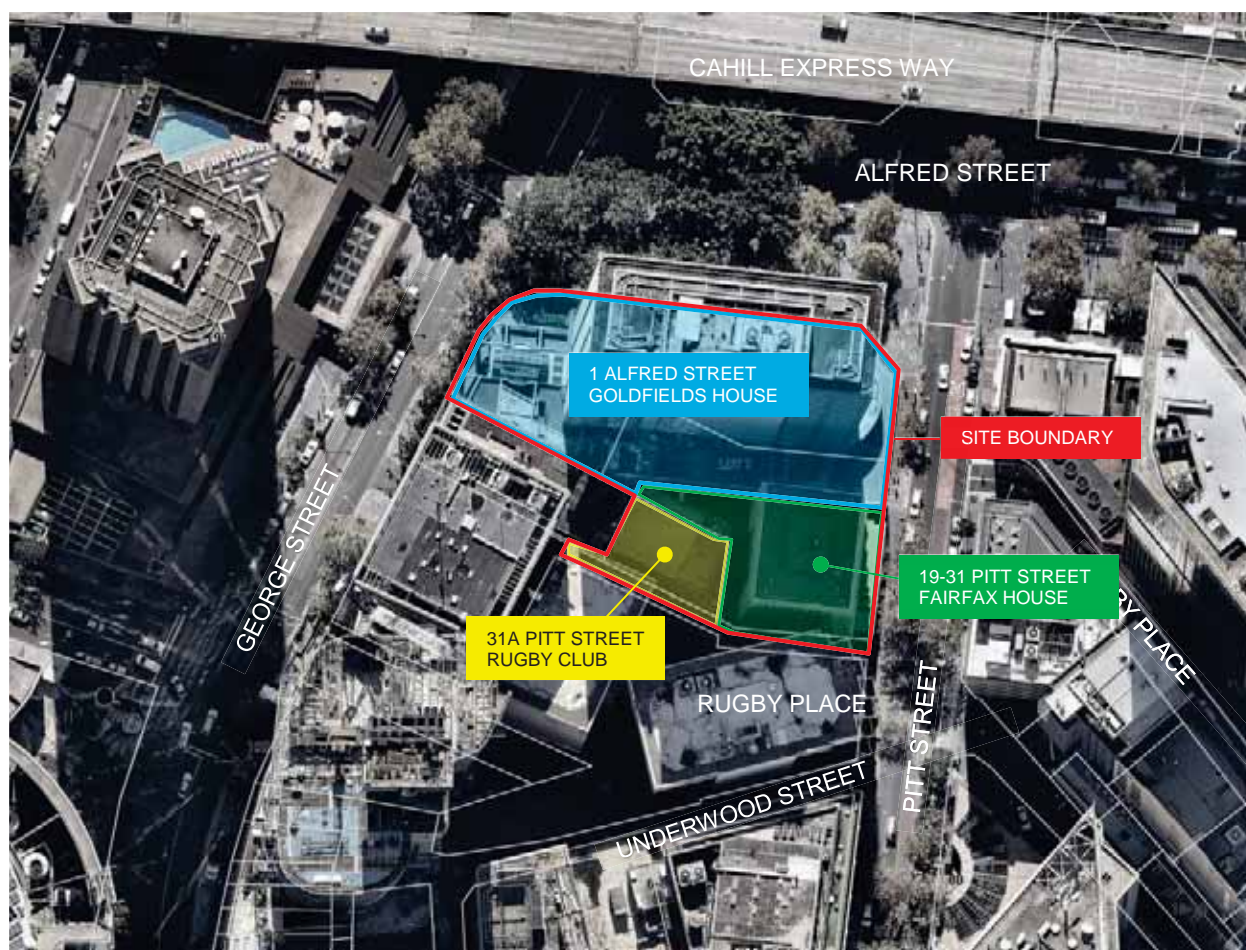 CAHILL EXPRESS WAY
ALFRED STREET
1 ALFRED STREET
GOLDFIELDS HOUSE
SITE BOUNDARY
GEORGE STREET
19-31 PITT STREET
FAIRFAX HOUSE
31A PITT STREET
RUGBY CLUB
RUGBY PLACE
PITT STREET
UNDERWOOD STREET
PLACE